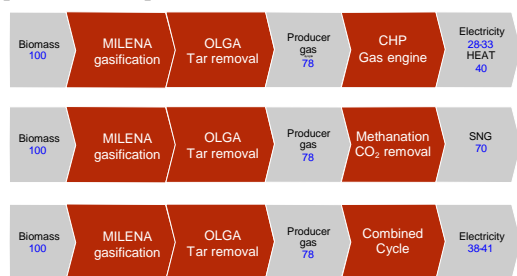 Biomass
100
MILENA
gasification
OLGA
Tar removal
Producer
gas
78
CHP
Gas engine
Electricity
28-33
HEAT
40
Biomass
100
MILENA
gasification
OLGA
Tar removal
Producer
gas
78
Methanation
CO2 removal
SNG
70
Biomass
100
MILENA
gasification
OLGA
Tar removal
Producer
gas
78
Combined
Cycle
Electricity
38-41